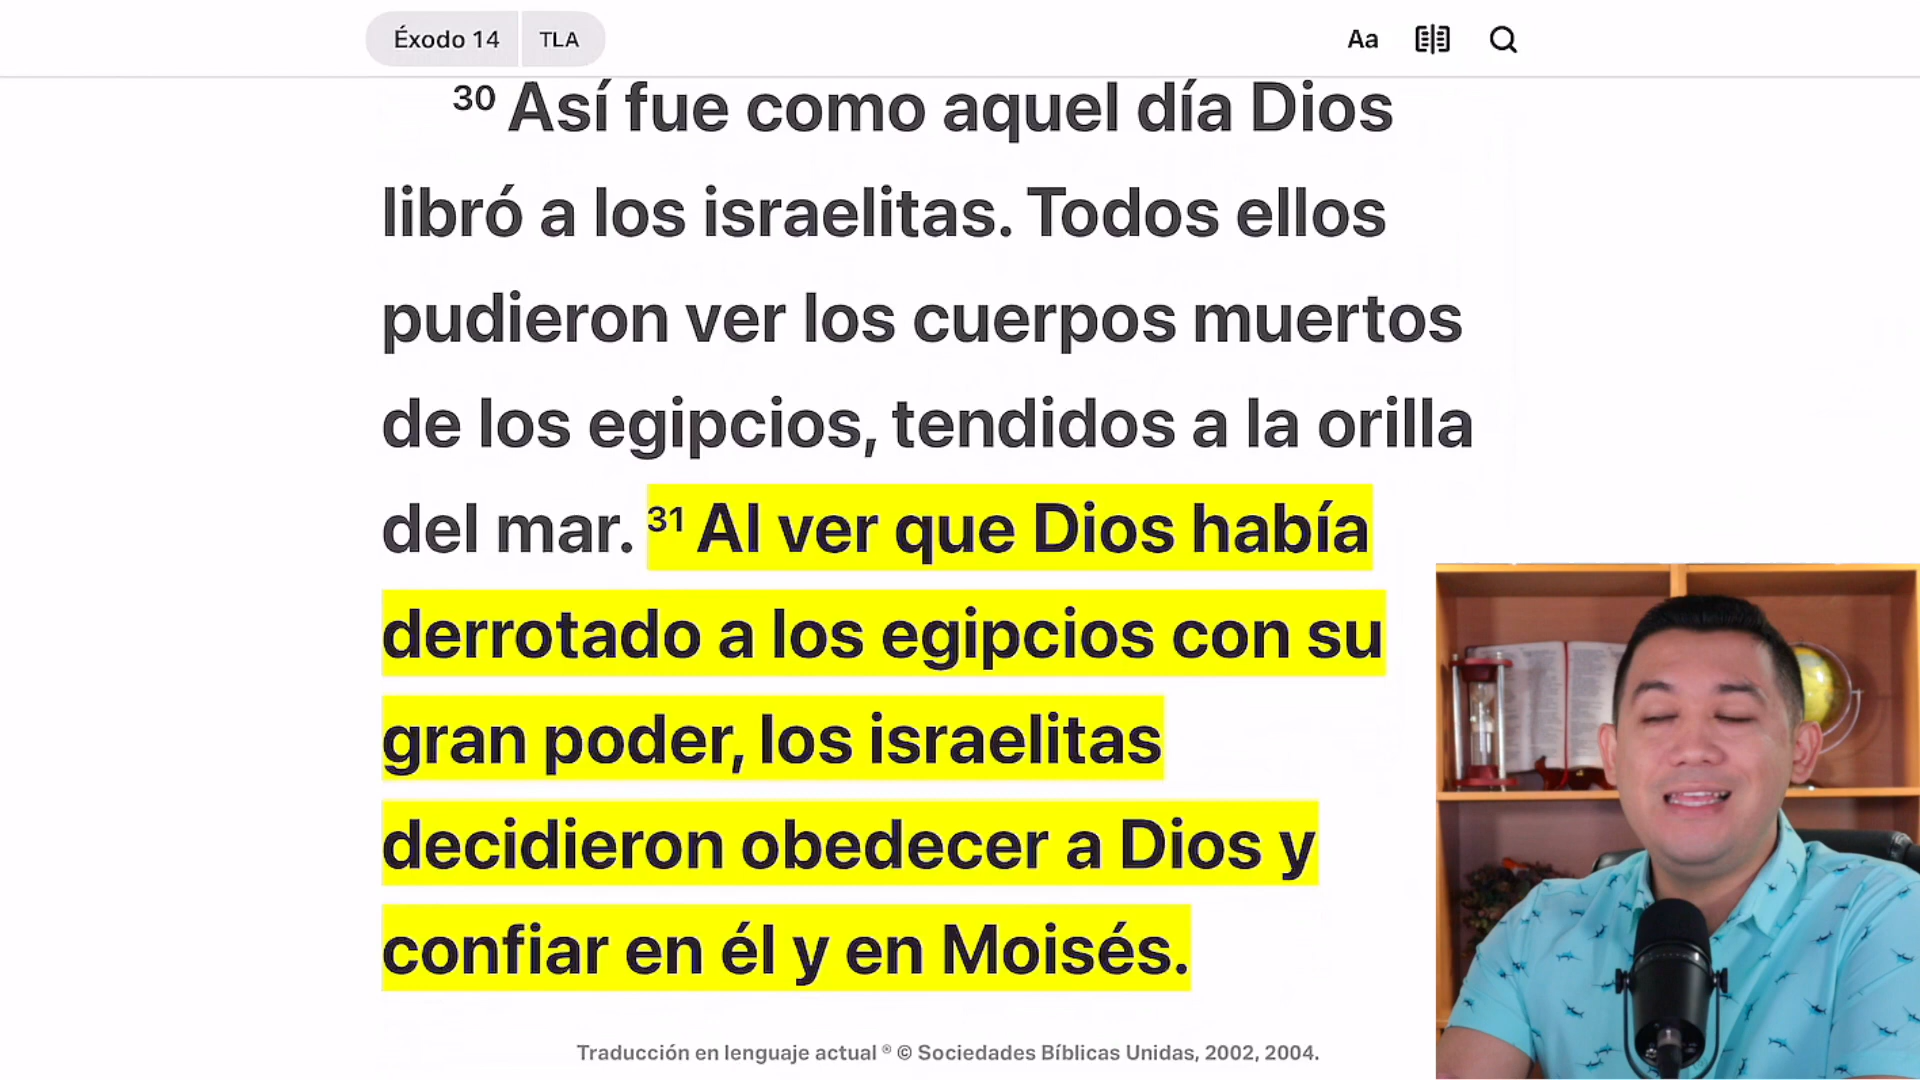 Éxodo 14 TLA Aa
30 Así fue como aquel día Dios
libró a los israelitas. Todos ellos
pudieron ver los cuerpos muertos
de los egipcios, tendidos a la orilla
del mar. 31 Al ver que Dios había
derrotado a los egipcios con su
gran poder, los israelitas
decidieron obedecer a Dios y
confiar en él y en Moisés.
Traducción en lenguaje actual ® © Sociedades Bíblicas Unidas, 2002, 2004.